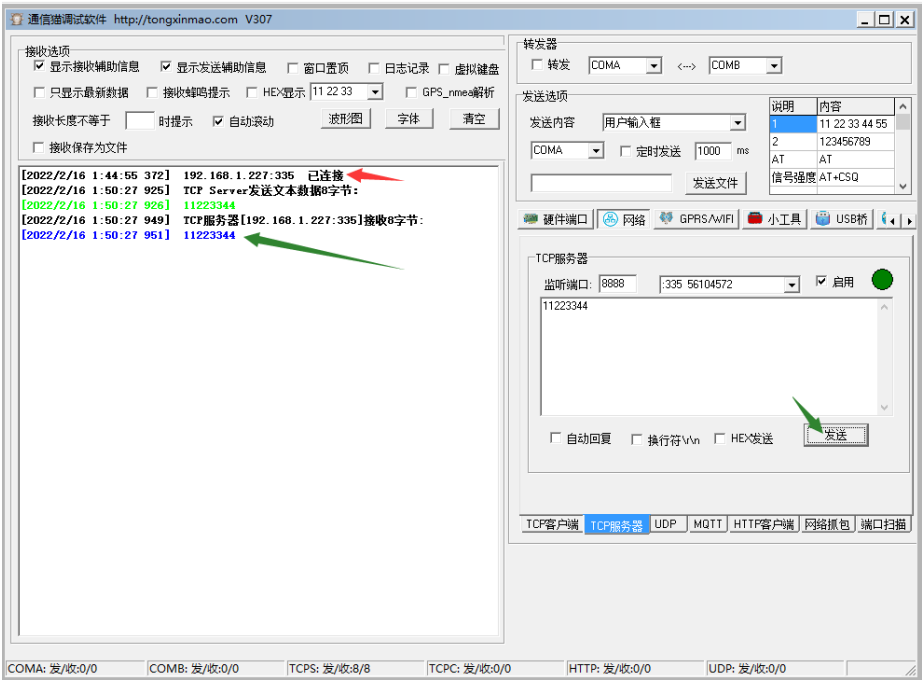 通信猫调试软件 http://tongxinmao.com V307
接收选项
显示接收辅助信息 显示发送辅助信息 窗口置顶 日志记录 虚拟键盘
只显示最新数据 接收蜂鸣提示 HEX显示 11 22 33 GPS_nmea解析
接收长度不等于 时提示 自动滚动 波形图 字体 清空
接收保存为文件
[2022/2/16 1:44:55 372] 192.168.1.227:335 已连接
[2022/2/16 1:50:27 925] TCP Server发送文本数据8字节:
[2022/2/16 1:50:27 926] 11223344
[2022/2/16 1:50:27 949] TCP服务器[192.168.1.227:335]接收8字节:
[2022/2/16 1:50:27 951] 11223344
转发器
转发 COMA <---> COMB
发送选项
发送内容 用户输入框
COMA 定时发送 1000 ms
发送文件
说明 内容
1 11 22 33 44 55
2 123456789
AT AT
信号强度 AT+CSQ
硬件端口 网络 GPRS/WIFI 小工具 USB桥
TCP服务器
监听端口: 8888 :335 56104572 启用
11223344
自动回复 换行符\r\n HEX发送 发送
TCP客户端 TCP服务器 UDP MQTT HTTP客户端 网络抓包 端口扫描
COMA: 发/收:0/0 COMB: 发/收:0/0 TCPS: 发/收:8/8 TCPC: 发/收:0/0 HTTP: 发/收:0/0 UDP: 发/收:0/0